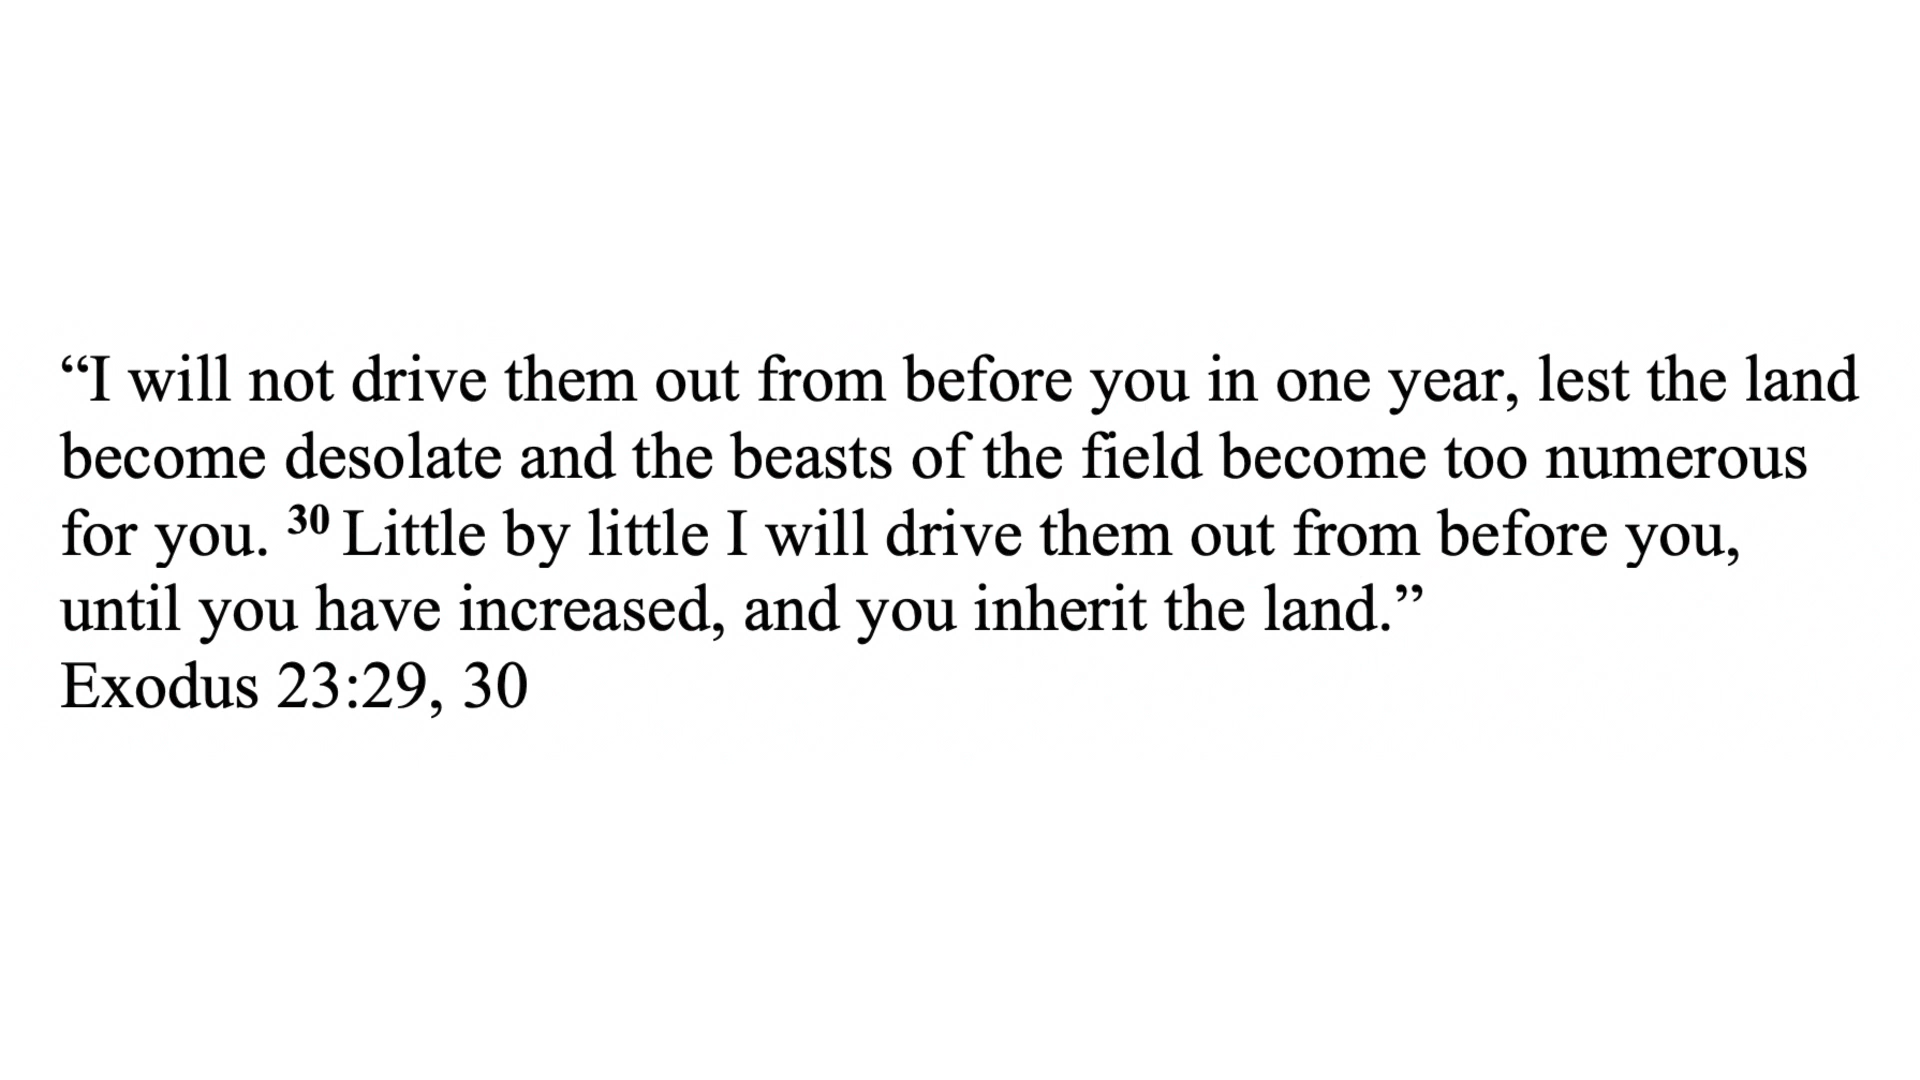 “I will not drive them out from before you in one year, lest the land
become desolate and the beasts of the field become too numerous
for you. 30 Little by little I will drive them out from before you,
until you have increased, and you inherit the land.”
Exodus 23:29, 30